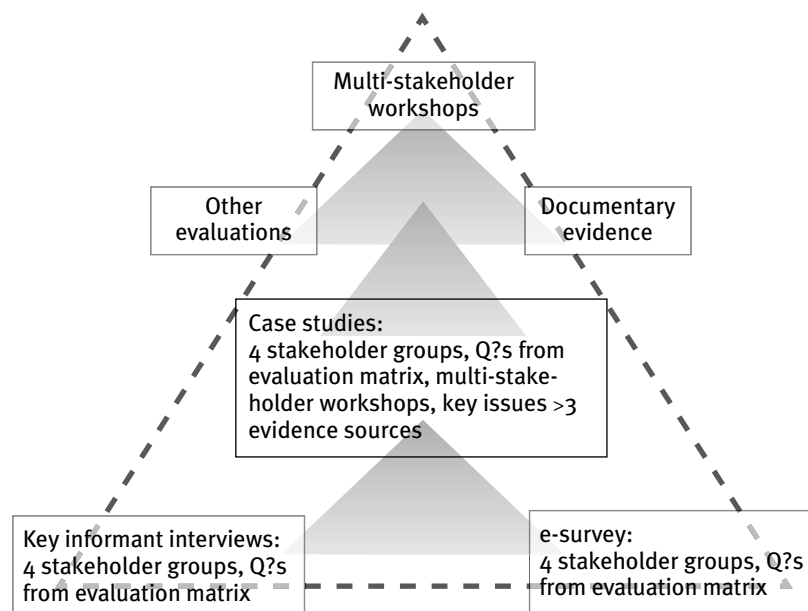 Multi-stakeholder
workshops
Other
evaluations
Documentary
evidence
Case studies:
4 stakeholder groups, Q?s from
evaluation matrix, multi-stake-
holder workshops, key issues >3
evidence sources
Key informant interviews:
4 stakeholder groups, Q?s
from evaluation matrix
e-survey:
4 stakeholder groups, Q?s
from evaluation matrix